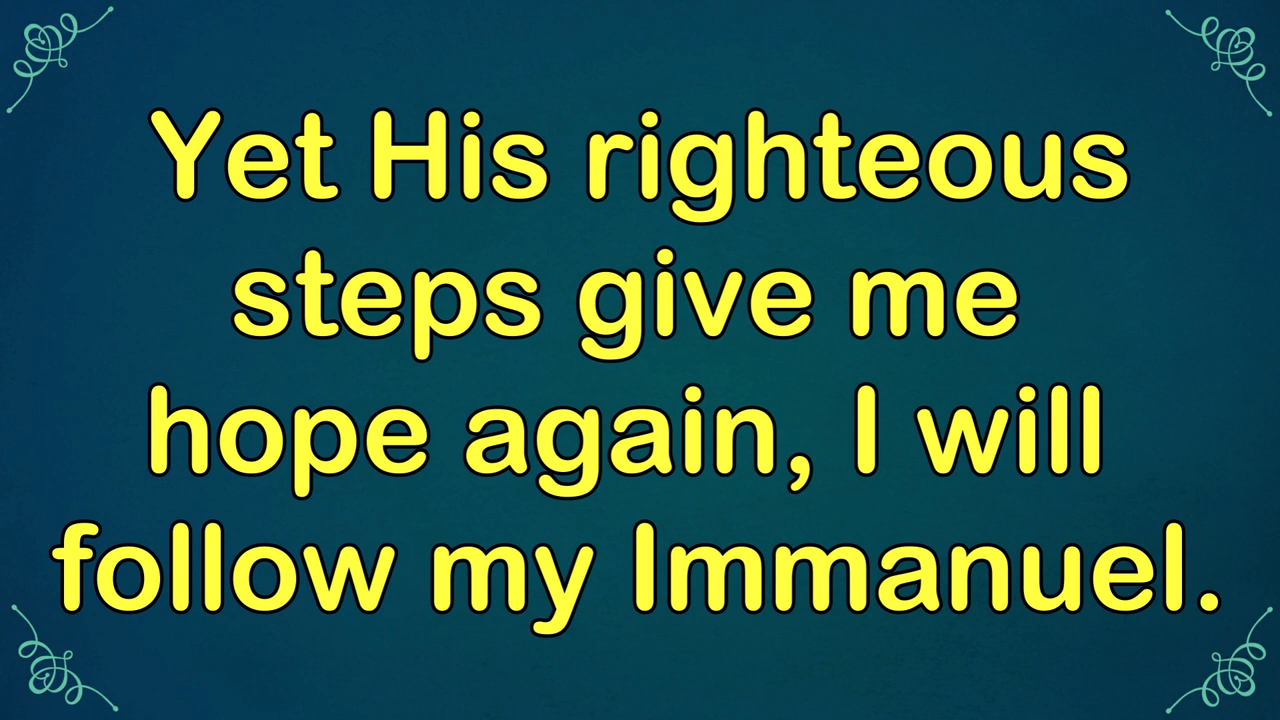 Yet His righteous
steps give me
hope again, I will
follow my Immanuel.